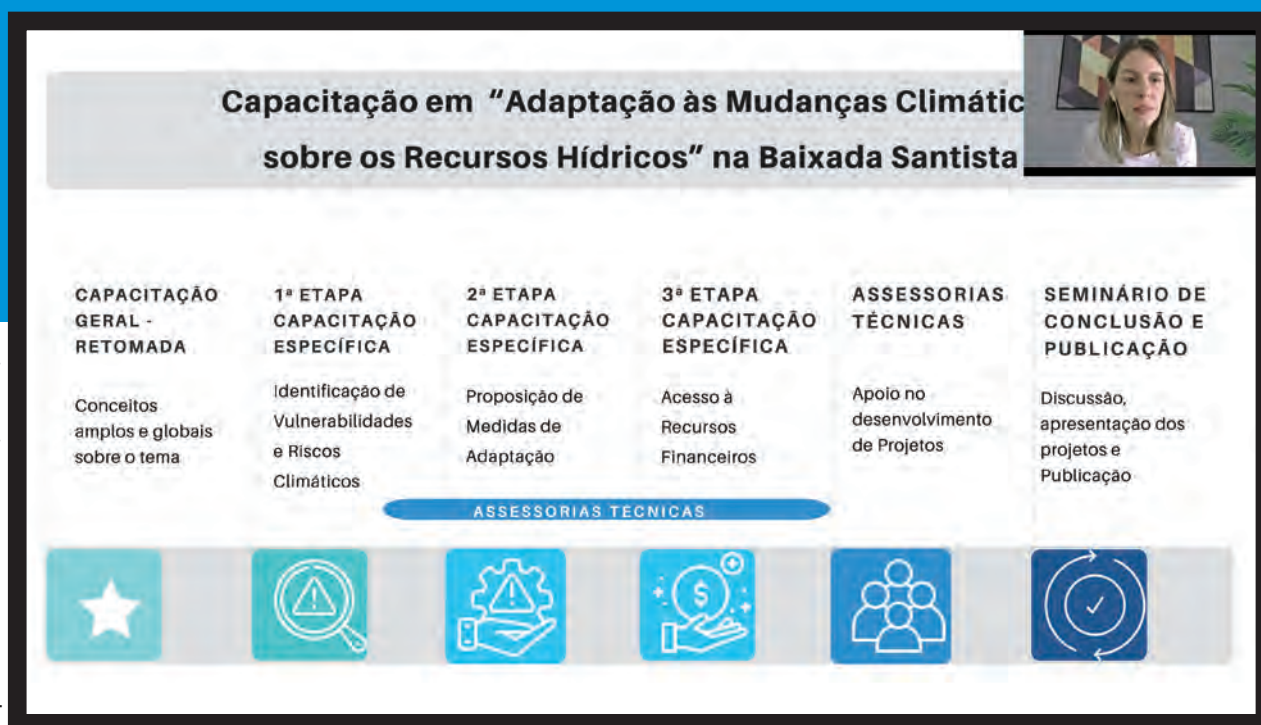 Capacitação em “Adaptação às Mudanças Climátic
sobre os Recursos Hídricos” na Baixada Santista
CAPACITAÇÃO
GERAL -
RETOMADA
Conceitos
amplos e globais
sobre o tema
1ª ETAPA
CAPACITAÇÃO
ESPECÍFICA
Identificação de
Vulnerabilidades
e Riscos
Climáticos
2ª ETAPA
CAPACITAÇÃO
ESPECÍFICA
Proposição de
Medidas de
Adaptação
3ª ETAPA
CAPACITAÇÃO
ESPECÍFICA
Acesso à
Recursos
Financeiros
ASSESSORIAS
TÉCNICAS
Apoio no
desenvolvimento
de Projetos
SEMINÁRIO DE
CONCLUSÃO E
PUBLICAÇÃO
Discussão,
apresentação dos
projetos e
Publicação
ASSESSORIAS TÉCNICAS
$